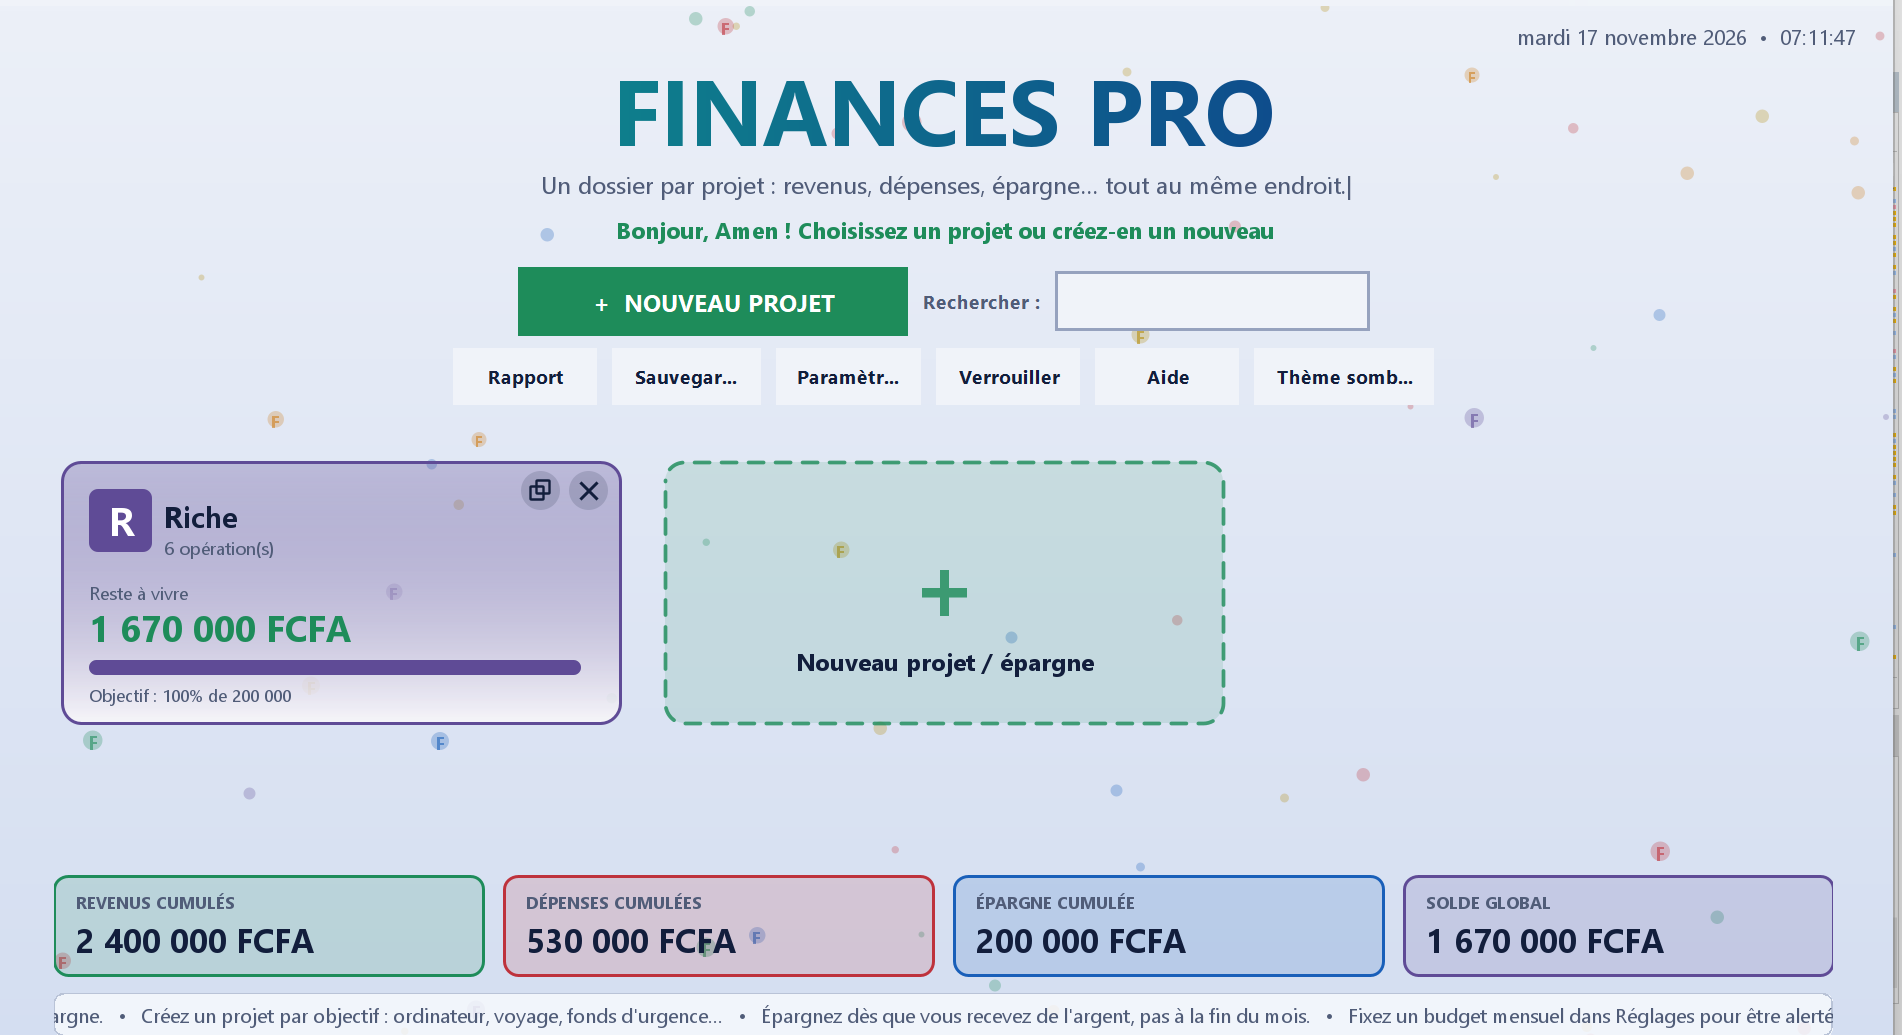 mardi 17 novembre 2026 • 07:11:47
FINANCES PRO
Un dossier par projet : revenus, dépenses, épargne... tout au même endroit.|
Bonjour, Amen ! Choisissez un projet ou créez-en un nouveau
+ NOUVEAU PROJET
Rechercher :
Rapport
Sauvegar...
Paramètr...
Verrouiller
Aide
Thème somb...
R
Riche
6 opération(s)
Reste à vivre
1 670 000 FCFA
Objectif : 100% de 200 000
+
Nouveau projet / épargne
REVENUS CUMULÉS
2 400 000 FCFA
DÉPENSES CUMULÉES
530 000 FCFA
ÉPARGNE CUMULÉE
200 000 FCFA
SOLDE GLOBAL
1 670 000 FCFA
argne. • Créez un projet par objectif : ordinateur, voyage, fonds d'urgence... • Épargnez dès que vous recevez de l'argent, pas à la fin du mois. • Fixez un budget mensuel dans Réglages pour être alerté